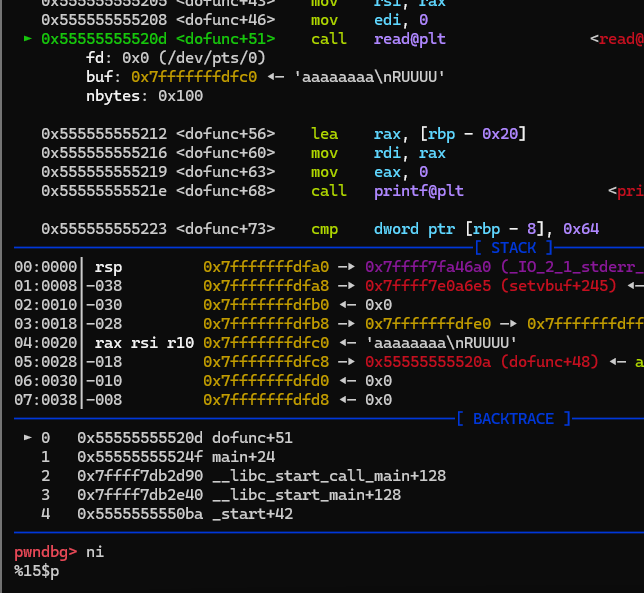 0x555555555205 <dofunc+43> mov rsi, rax
0x555555555208 <dofunc+46> mov edi, 0
► 0x55555555520d <dofunc+51> call read@plt <read@
fd: 0x0 (/dev/pts/0)
buf: 0x7fffffffdfc0 ◂— 'aaaaaaaa\nRUUUU'
nbytes: 0x100
0x555555555212 <dofunc+56> lea rax, [rbp - 0x20]
0x555555555216 <dofunc+60> mov rdi, rax
0x555555555219 <dofunc+63> mov eax, 0
0x55555555521e <dofunc+68> call printf@plt <pri
0x555555555223 <dofunc+73> cmp dword ptr [rbp - 8], 0x64
[ STACK ]
00:0000│ rsp 0x7fffffffdfa0 —▸ 0x7ffff7fa46a0 (_IO_2_1_stderr_
01:0008│-038 0x7fffffffdfa8 —▸ 0x7ffff7e0a6e5 (setvbuf+245) ◂—
02:0010│-030 0x7fffffffdfb0 ◂— 0x0
03:0018│-028 0x7fffffffdfb8 —▸ 0x7fffffffdfe0 —▸ 0x7fffffffdff
04:0020│ rax rsi r10 0x7fffffffdfc0 ◂— 'aaaaaaaa\nRUUUU'
05:0028│-018 0x7fffffffdfc8 —▸ 0x55555555520a (dofunc+48) ◂— a
06:0030│-010 0x7fffffffdfd0 ◂— 0x0
07:0038│-008 0x7fffffffdfd8 ◂— 0x0
[ BACKTRACE ]
► 0 0x55555555520d dofunc+51
1 0x55555555524f main+24
2 0x7ffff7db2d90 __libc_start_call_main+128
3 0x7ffff7db2e40 __libc_start_main+128
4 0x5555555550ba _start+42
pwndbg> ni
%15$p